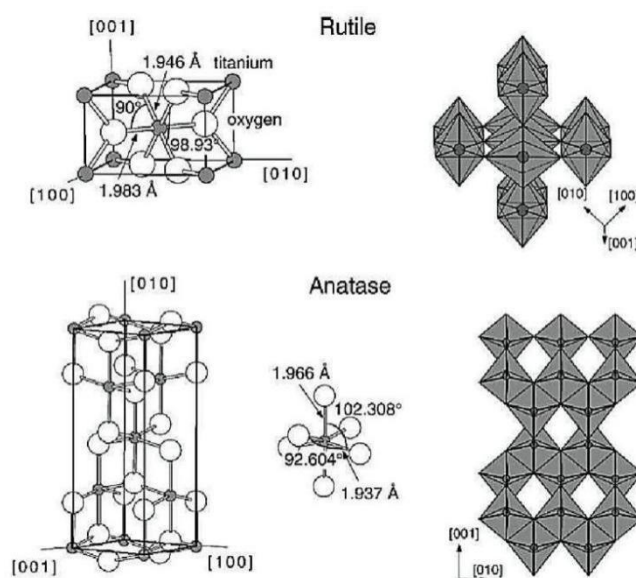 Rutile
[001]
1.946 Å
titanium
90°
oxygen
98.93°
[100]
1.983 Å
[010]
[010]
[100]
[001]
Anatase
[010]
1.966 Å
102.308°
92.604°
1.937 Å
[001]
[100]
[001]
[010]